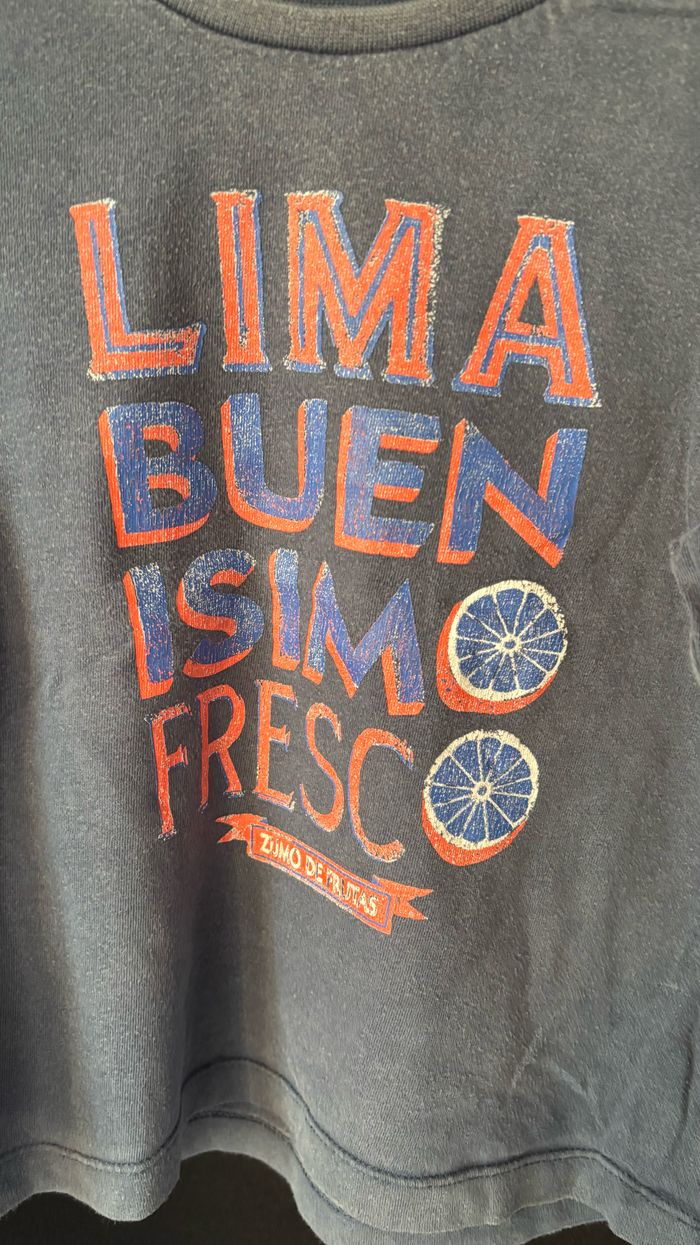 LIMA
BUEN
ISIMO
FRESCO
ZUMO DE FRUTAS